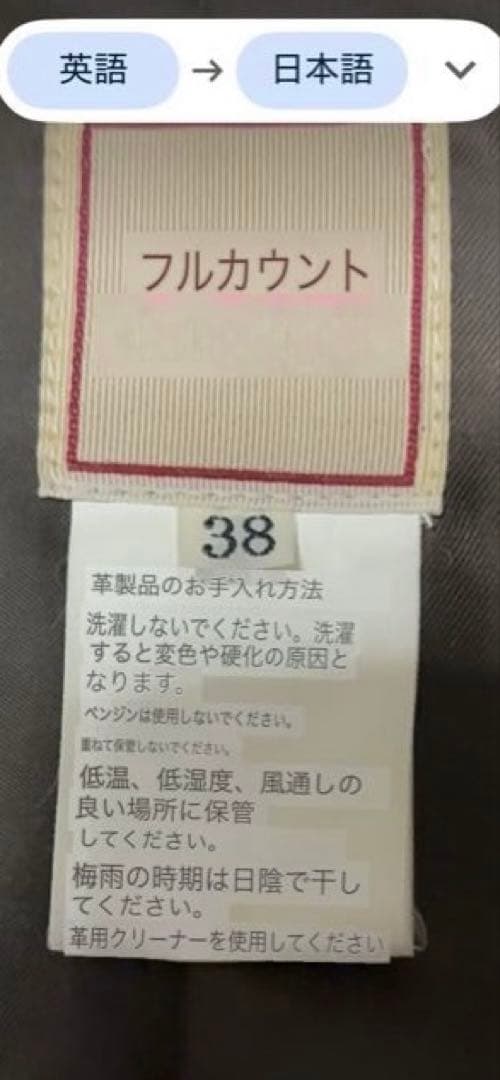 英語 → 日本語
フルカウント
38
革製品のお手入れ方法
洗濯しないでください。洗濯
すると変色や硬化の原因と
なります。
ベンジンは使用しないでください。
重ねて保管しないでください。
低温、低湿度、風通しの
良い場所に保管
してください。
梅雨の時期は日陰で干し
てください。
革用クリーナーを使用してください